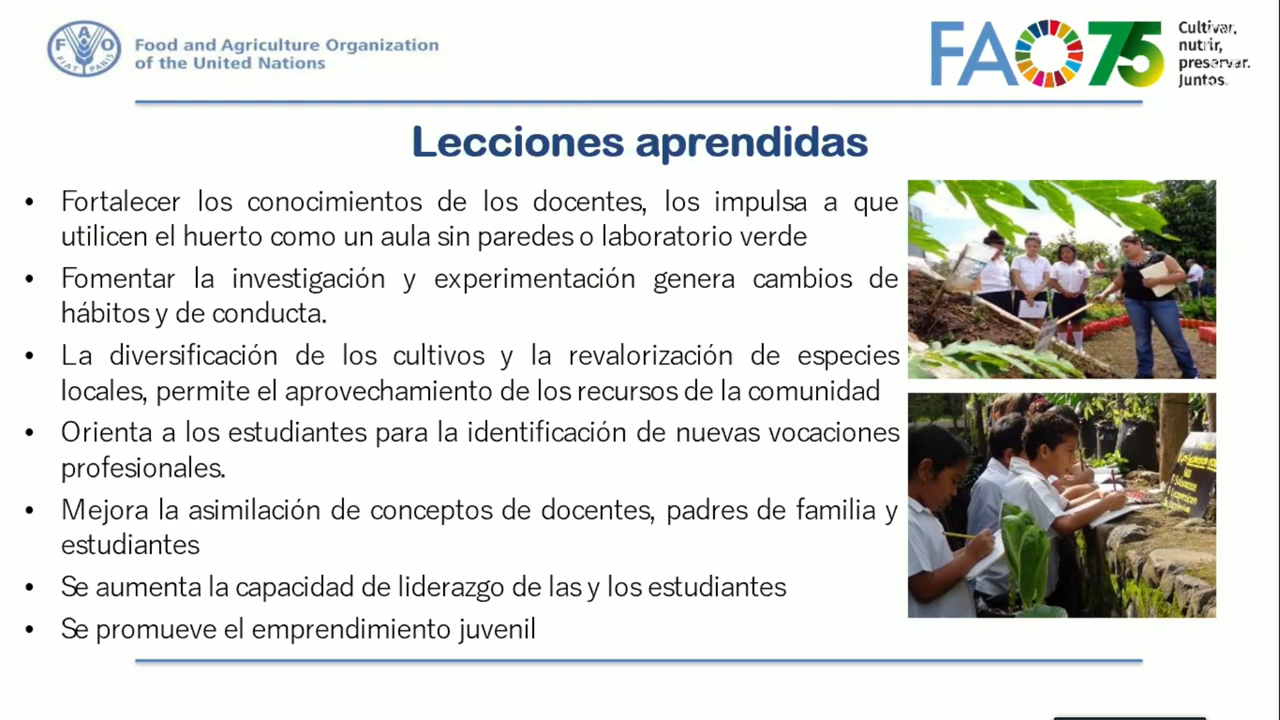 Food and Agriculture Organization
of the United Nations
FAO75
Cultivar,
nutrir,
preservar.
Juntos.
Lecciones aprendidas
• Fortalecer los conocimientos de los docentes, los impulsa a que
utilicen el huerto como un aula sin paredes o laboratorio verde
• Fomentar la investigación y experimentación genera cambios de
hábitos y de conducta.
• La diversificación de los cultivos y la revalorización de especies
locales, permite el aprovechamiento de los recursos de la comunidad
• Orienta a los estudiantes para la identificación de nuevas vocaciones
profesionales.
• Mejora la asimilación de conceptos de docentes, padres de familia y
estudiantes
• Se aumenta la capacidad de liderazgo de las y los estudiantes
• Se promueve el emprendimiento juvenil